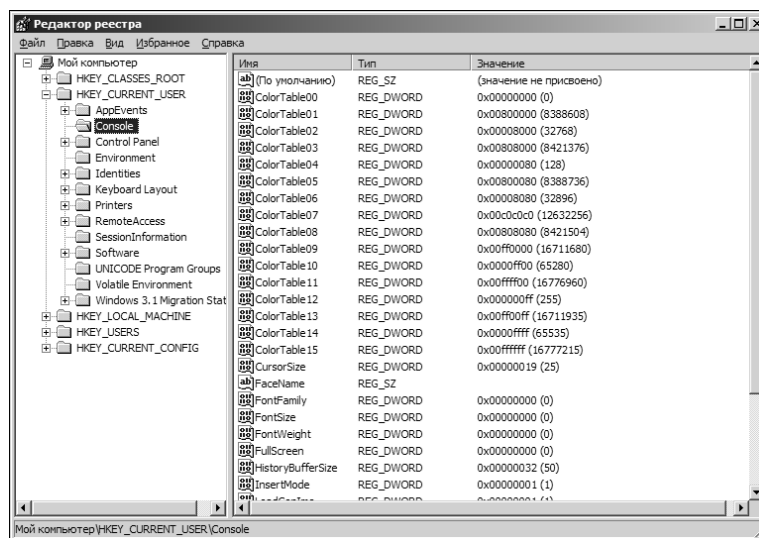 Редактор реестра
Файл Правка Вид Избранное Справка
Мой компьютер
HKEY_CLASSES_ROOT
HKEY_CURRENT_USER
AppEvents
Console
Control Panel
Environment
Identities
Keyboard Layout
Printers
RemoteAccess
SessionInformation
Software
UNICODE Program Groups
Volatile Environment
Windows 3.1 Migration Stat
HKEY_LOCAL_MACHINE
HKEY_USERS
HKEY_CURRENT_CONFIG
Имя Тип Значение
(По умолчанию) REG_SZ (значение не присвоено)
ColorTable00 REG_DWORD 0x00000000 (0)
ColorTable01 REG_DWORD 0x00800000 (8388608)
ColorTable02 REG_DWORD 0x00008000 (32768)
ColorTable03 REG_DWORD 0x00808000 (8421376)
ColorTable04 REG_DWORD 0x00000080 (128)
ColorTable05 REG_DWORD 0x00800080 (8388736)
ColorTable06 REG_DWORD 0x00008080 (32896)
ColorTable07 REG_DWORD 0x00c0c0c0 (12632256)
ColorTable08 REG_DWORD 0x00808080 (8421504)
ColorTable09 REG_DWORD 0x00ff0000 (16711680)
ColorTable10 REG_DWORD 0x0000ff00 (65280)
ColorTable11 REG_DWORD 0x00ffff00 (16776960)
ColorTable12 REG_DWORD 0x000000ff (255)
ColorTable13 REG_DWORD 0x00ff00ff (16711935)
ColorTable14 REG_DWORD 0x0000ffff (65535)
ColorTable15 REG_DWORD 0x00ffffff (16777215)
CursorSize REG_DWORD 0x00000019 (25)
FaceName REG_SZ
FontFamily REG_DWORD 0x00000000 (0)
FontSize REG_DWORD 0x00000000 (0)
FontWeight REG_DWORD 0x00000000 (0)
FullScreen REG_DWORD 0x00000000 (0)
HistoryBufferSize REG_DWORD 0x00000032 (50)
InsertMode REG_DWORD 0x00000001 (1)
Мой компьютер\HKEY_CURRENT_USER\Console